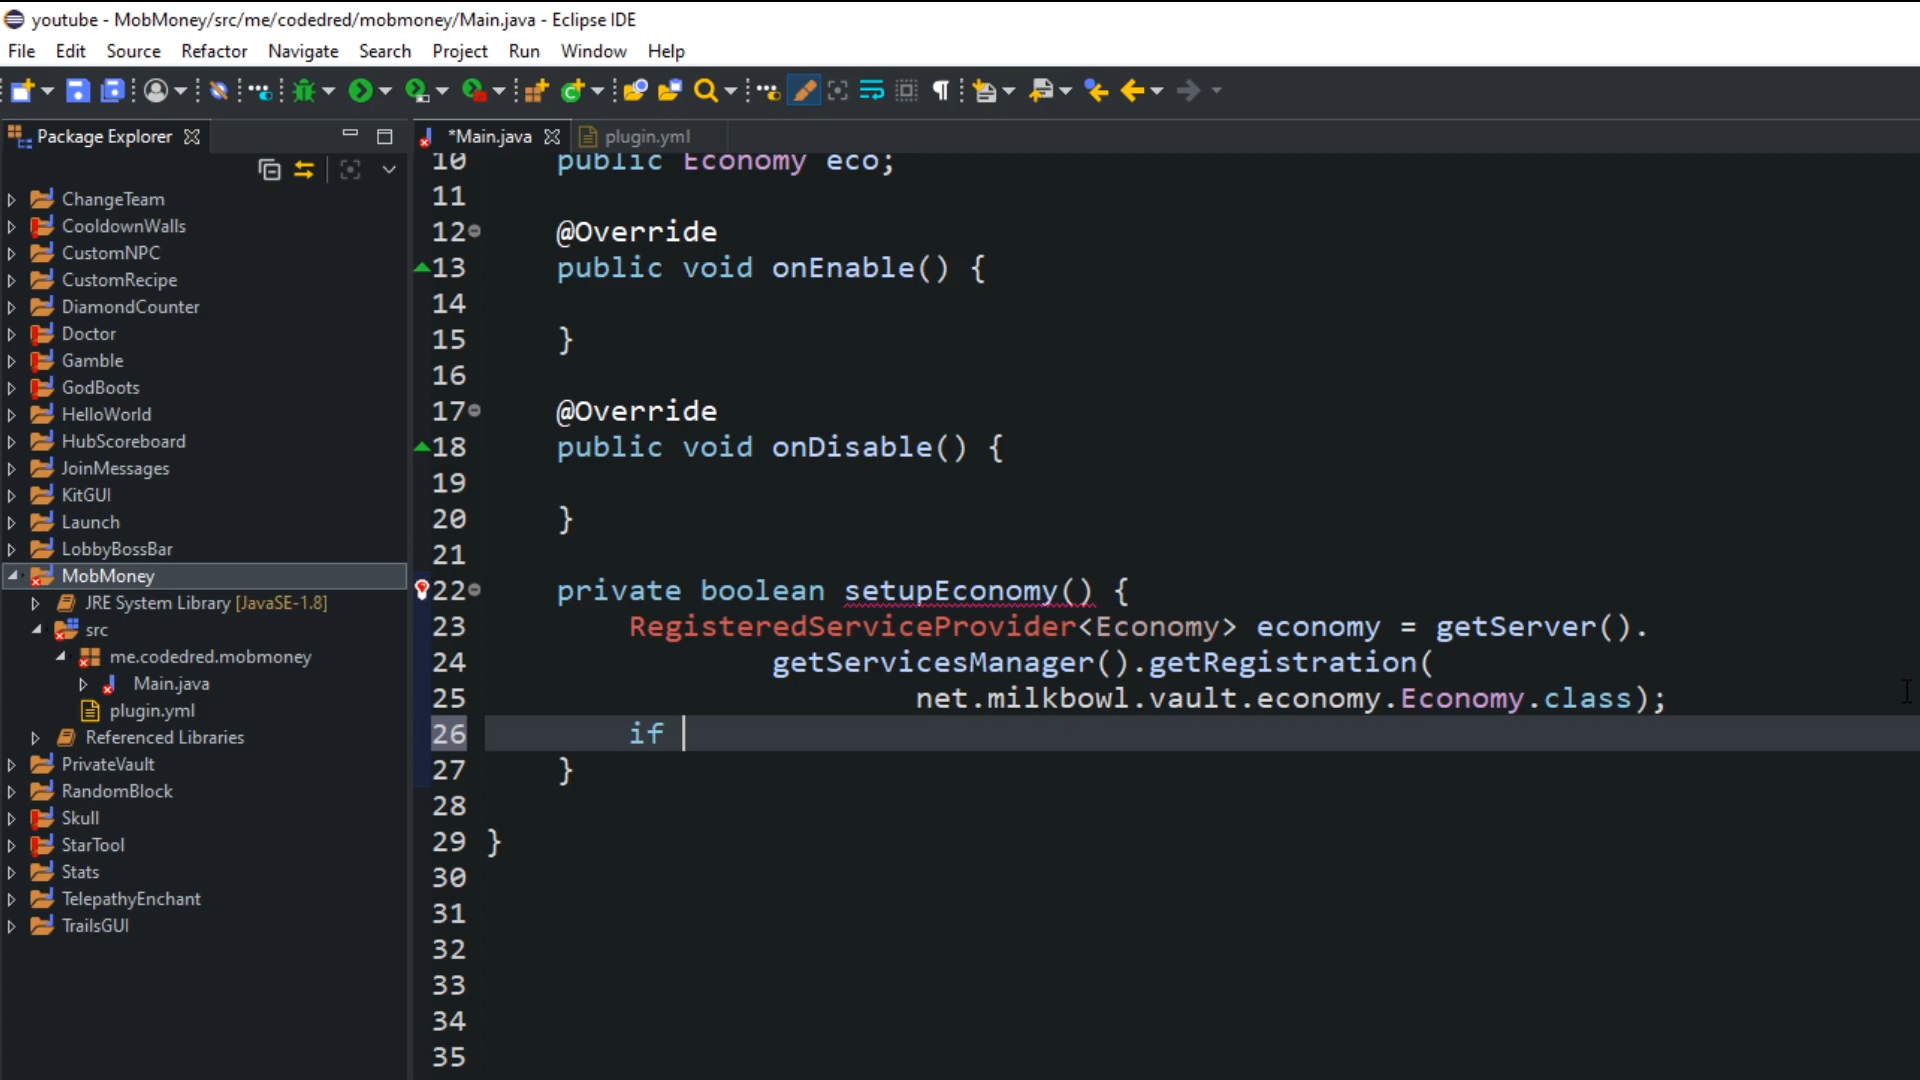 youtube - MobMoney/src/me/codedred/mobmoney/Main.java - Eclipse IDE
File Edit Source Refactor Navigate Search Project Run Window Help
Package Explorer
*Main.java
plugin.yml
ChangeTeam
CooldownWalls
CustomNPC
CustomRecipe
DiamondCounter
Doctor
Gamble
GodBoots
HelloWorld
HubScoreboard
JoinMessages
KitGUI
Launch
LobbyBossBar
MobMoney
JRE System Library [JavaSE-1.8]
src
me.codedred.mobmoney
Main.java
plugin.yml
Referenced Libraries
PrivateVault
RandomBlock
Skull
StarTool
Stats
TelepathyEnchant
TrailsGUI
10 public Economy eco;
11
12 @Override
13 public void onEnable() {
14
15 }
16
17 @Override
18 public void onDisable() {
19
20 }
21
22 private boolean setupEconomy() {
23 RegisteredServiceProvider<Economy> economy = getServer().
24 getServicesManager().getRegistration(
25 net.milkbowl.vault.economy.Economy.class);
26 if
27 }
28
29 }
30
31
32
33
34
35